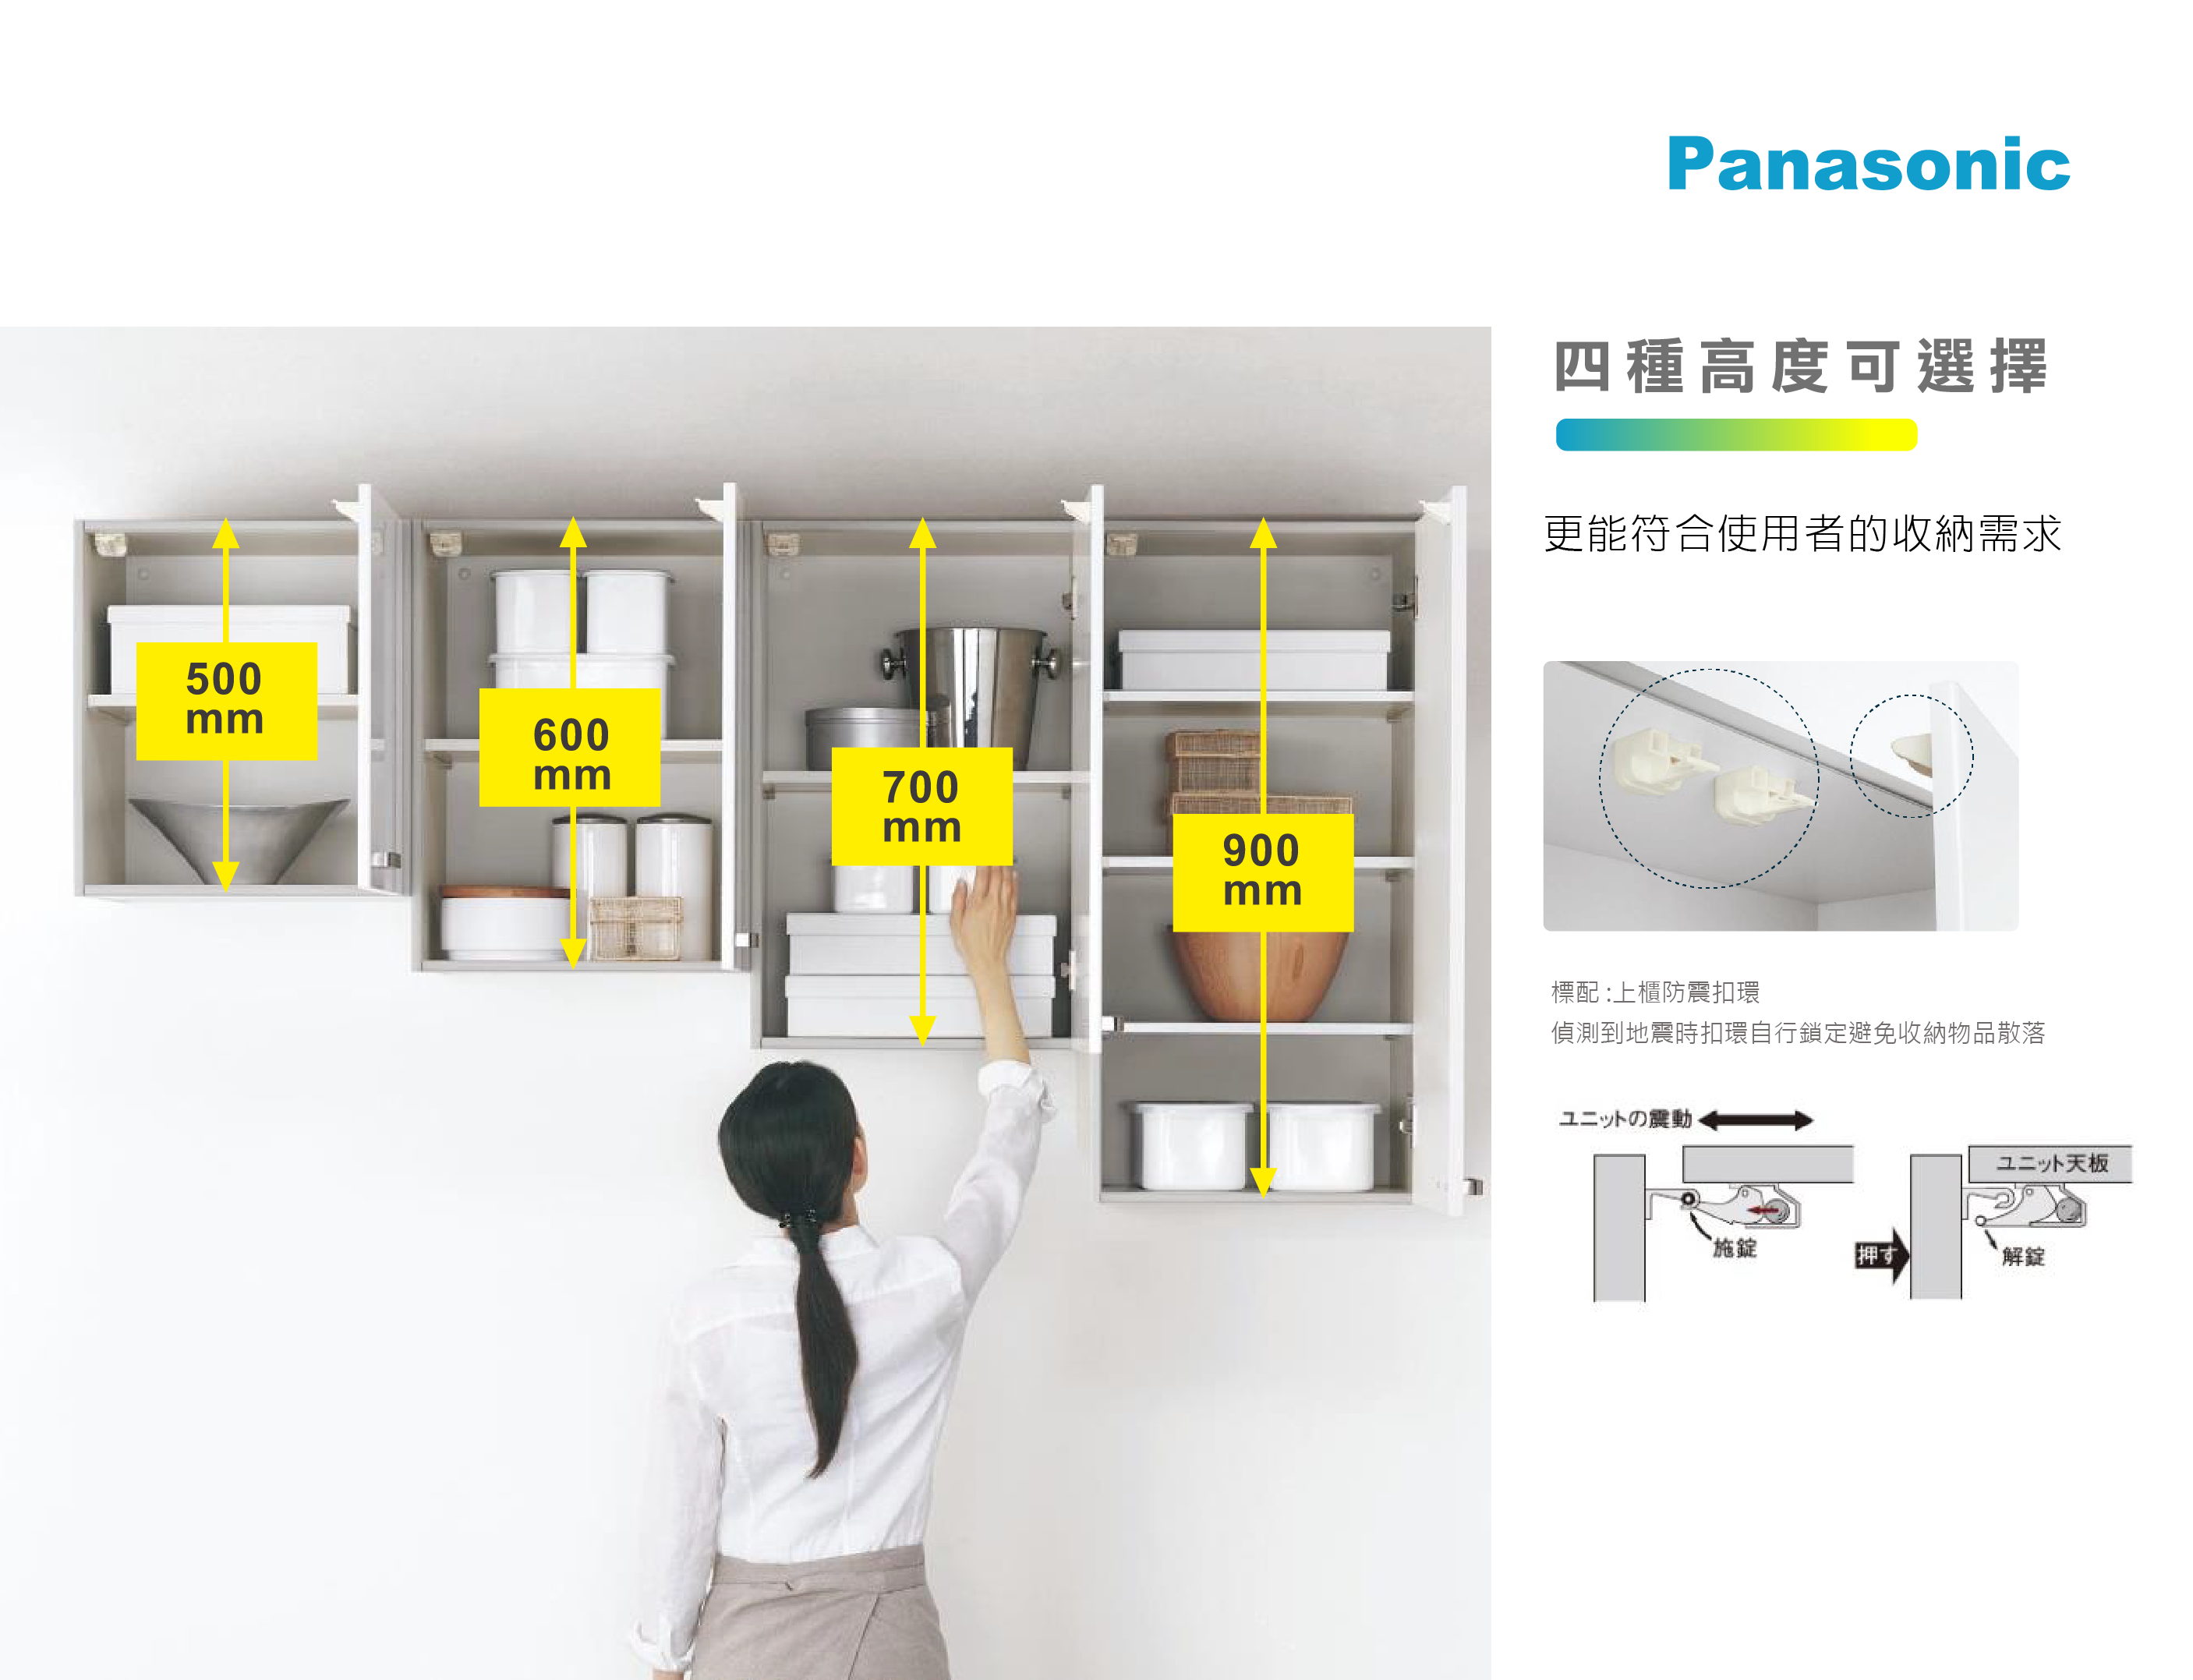 Panasonic
四種高度可選擇
更能符合使用者的收納需求
500
mm
600
mm
700
mm
900
mm
標配:上櫃防震扣環
偵測到地震時扣環自行鎖定避免收納物品散落
ユニットの震動
ユニット天板
施錠
押す
解錠